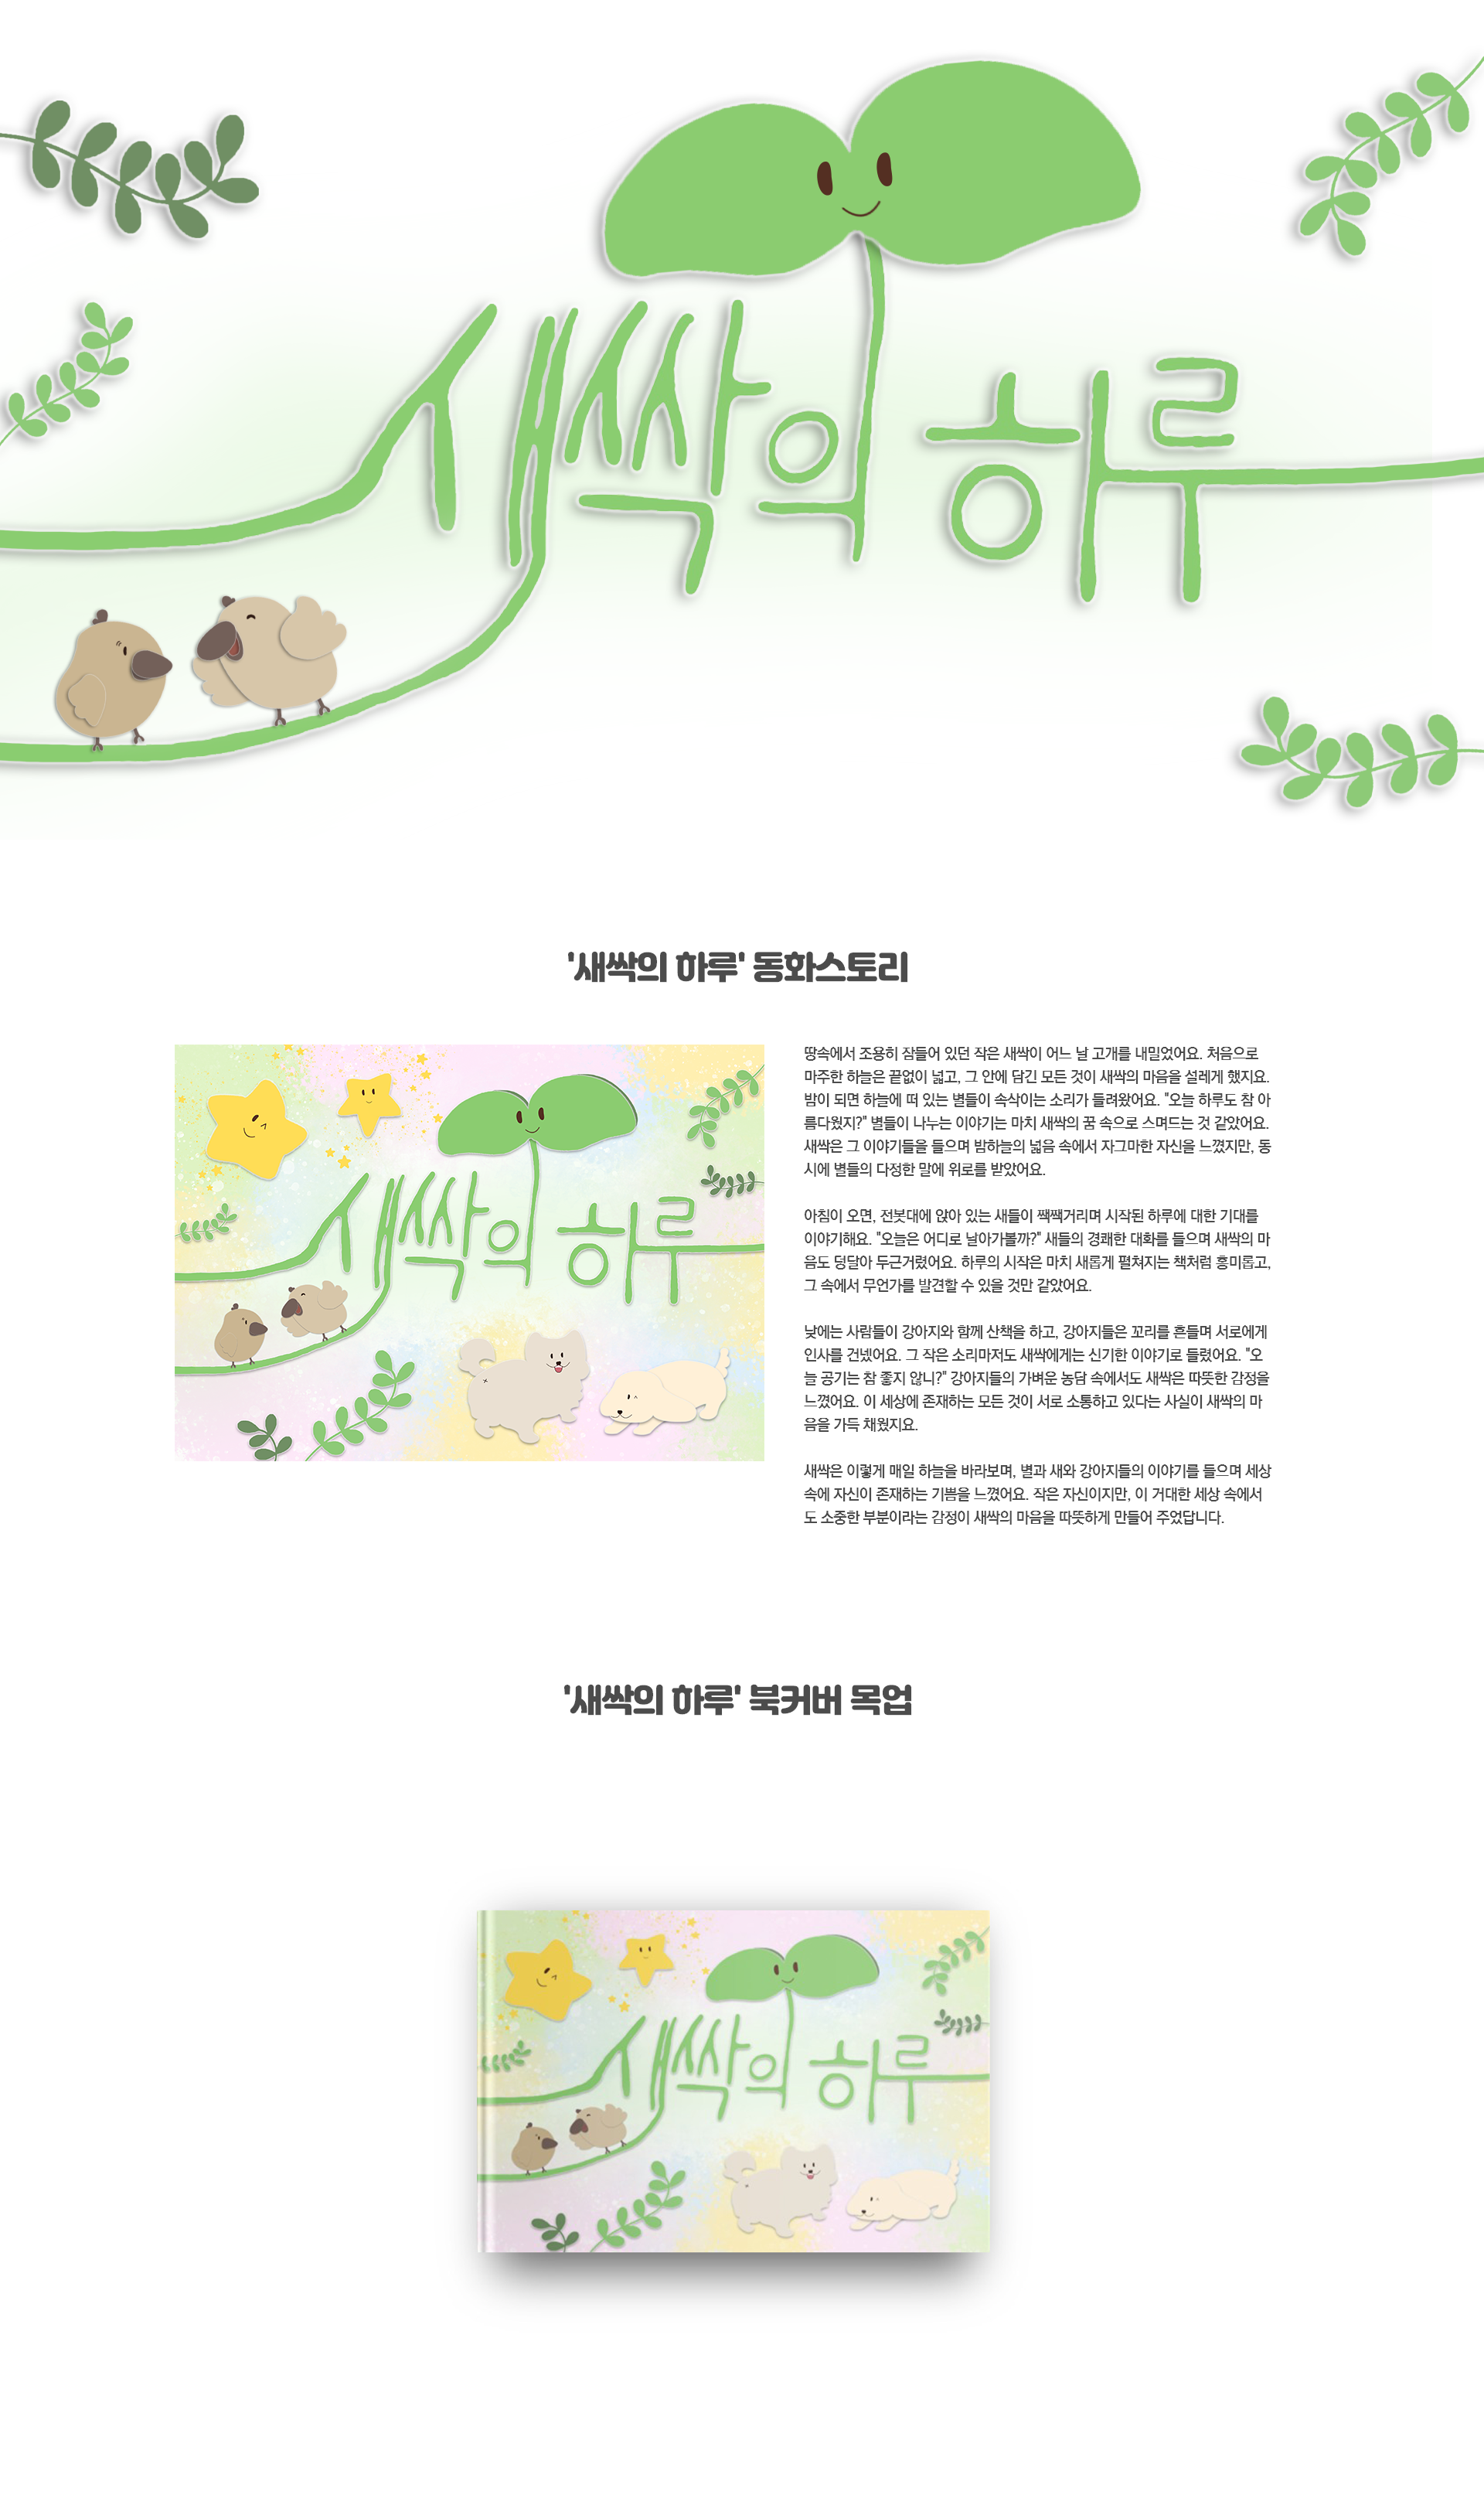 새싹의 하루
'새싹의 하루' 동화스토리
새싹의 하루
땅속에서 조용히 잠들어 있던 작은 새싹이 어느 날 고개를 내밀었어요. 처음으로
마주한 하늘은 끝없이 넓고, 그 안에 담긴 모든 것이 새싹의 마음을 설레게 했지요.
밤이 되면 하늘에 떠 있는 별들이 속삭이는 소리가 들려왔어요. "오늘 하루도 참 아
름다웠지?" 별들이 나누는 이야기는 마치 새싹의 꿈 속으로 스며드는 것 같았어요.
새싹은 그 이야기들을 들으며 밤하늘의 넓음 속에서 자그마한 자신을 느꼈지만, 동
시에 별들의 다정한 말에 위로를 받았어요.
아침이 오면, 전봇대에 앉아 있는 새들이 짹짹거리며 시작된 하루에 대한 기대를
이야기해요. "오늘은 어디로 날아가볼까?" 새들의 경쾌한 대화를 들으며 새싹의 마
음도 덩달아 두근거렸어요. 하루의 시작은 마치 새롭게 펼쳐지는 책처럼 흥미롭고,
그 속에서 무언가를 발견할 수 있을 것만 같았어요.
낮에는 사람들이 강아지와 함께 산책을 하고, 강아지들은 꼬리를 흔들며 서로에게
인사를 건넸어요. 그 작은 소리마저도 새싹에게는 신기한 이야기로 들렸어요. "오
늘 공기는 참 좋지 않니?" 강아지들의 가벼운 농담 속에서도 새싹은 따뜻한 감정을
느꼈어요. 이 세상에 존재하는 모든 것이 서로 소통하고 있다는 사실이 새싹의 마
음을 가득 채웠지요.
새싹은 이렇게 매일 하늘을 바라보며, 별과 새와 강아지들의 이야기를 들으며 세상
속에 자신이 존재하는 기쁨을 느꼈어요. 작은 자신이지만, 이 거대한 세상 속에서
도 소중한 부분이라는 감정이 새싹의 마음을 따뜻하게 만들어 주었답니다.
'새싹의 하루' 북커버 목업
새싹의 하루